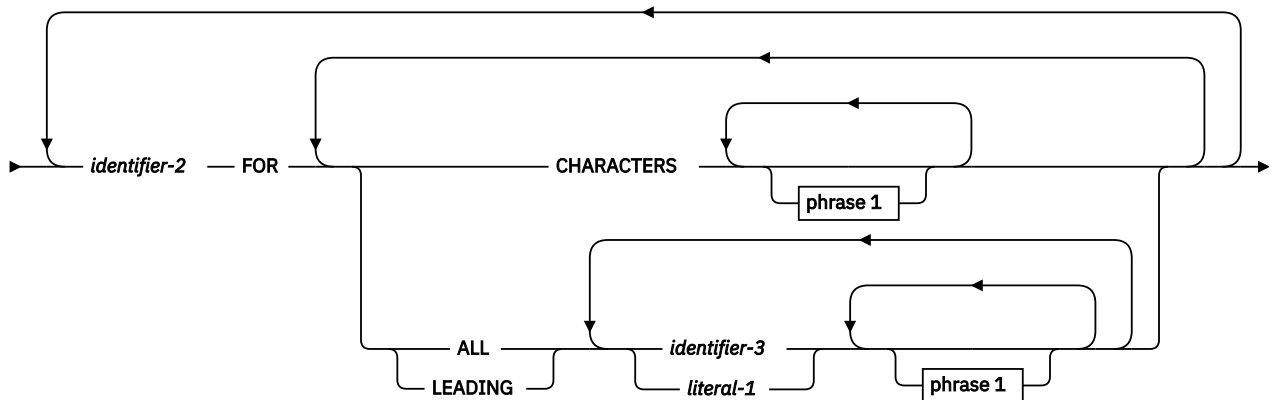 identifier-2 FOR CHARACTERS
phrase 1
ALL identifier-3
LEADING literal-1
phrase 1